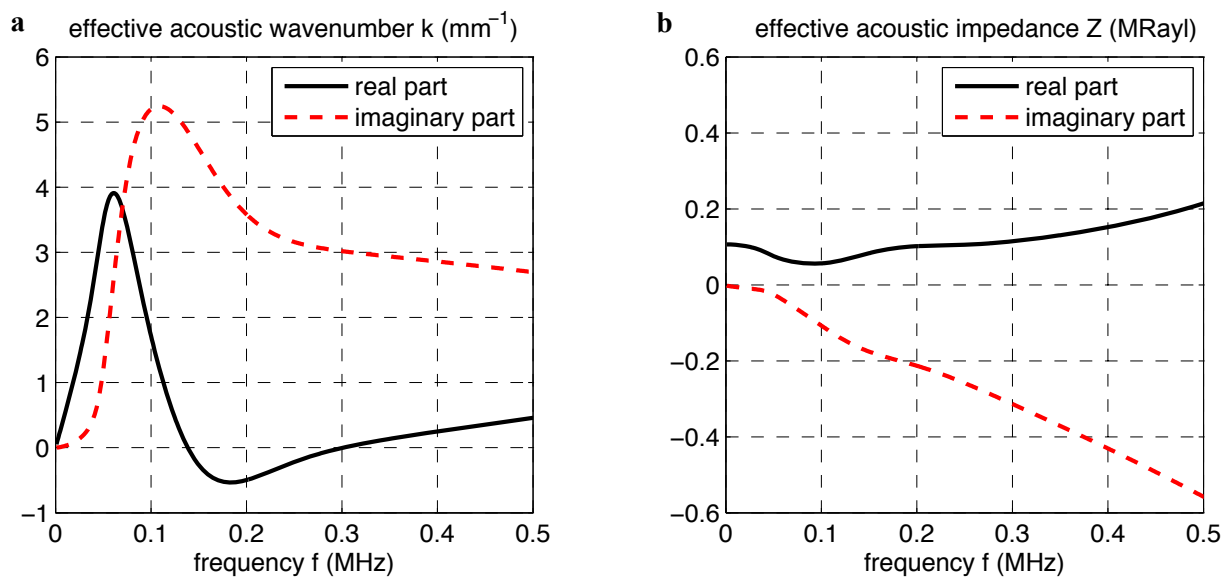 a
effective acoustic wavenumber k (mm⁻¹)
6
5
4
3
2
1
0
−1
real part
imaginary part
0
0.1
0.2
0.3
0.4
0.5
frequency f (MHz)
b
effective acoustic impedance Z (MRayl)
0.6
0.4
0.2
0
−0.2
−0.4
−0.6
real part
imaginary part
0
0.1
0.2
0.3
0.4
0.5
frequency f (MHz)